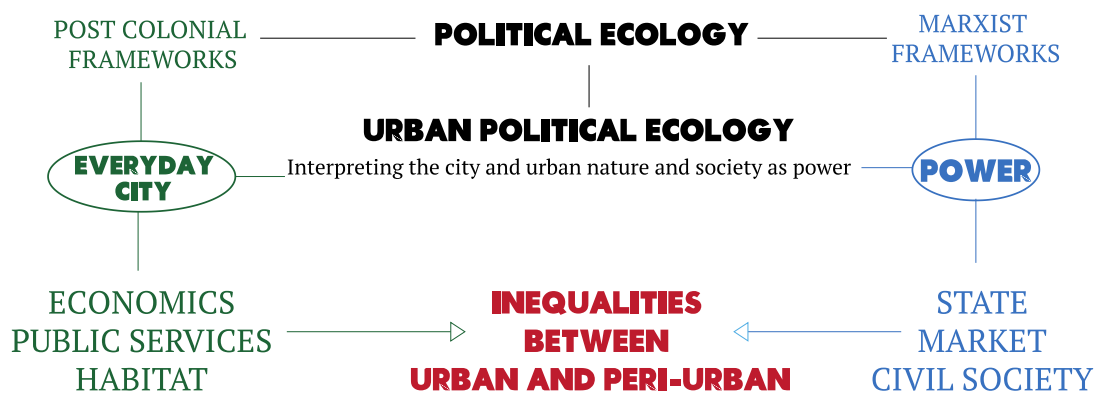 POST COLONIAL
FRAMEWORKS
POLITICAL ECOLOGY
MARXIST
FRAMEWORKS
URBAN POLITICAL ECOLOGY
Interpreting the city and urban nature and society as power
EVERYDAY
CITY
POWER
ECONOMICS
PUBLIC SERVICES
HABITAT
INEQUALITIES
BETWEEN
URBAN AND PERI-URBAN
STATE
MARKET
CIVIL SOCIETY